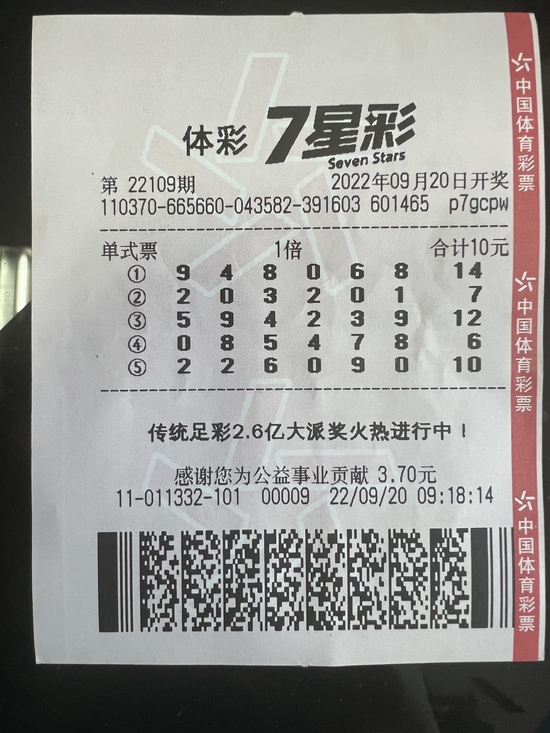 体彩 7星彩
Seven Stars
第 22109期 2022年09月20日开奖
110370-665660-043582-391603 601465 p7gcpw
单式票 1倍 合计10元
① 9 4 8 0 6 8 14
② 2 0 3 2 0 1 7
③ 5 9 4 2 3 9 12
④ 0 8 5 4 7 8 6
⑤ 2 2 6 0 9 0 10
传统足彩2.6亿大派奖火热进行中!
感谢您为公益事业贡献 3.70元
11-011332-101 00009 22/09/20 09:18:14
中国体育彩票
中国体育彩票
中国体育彩票